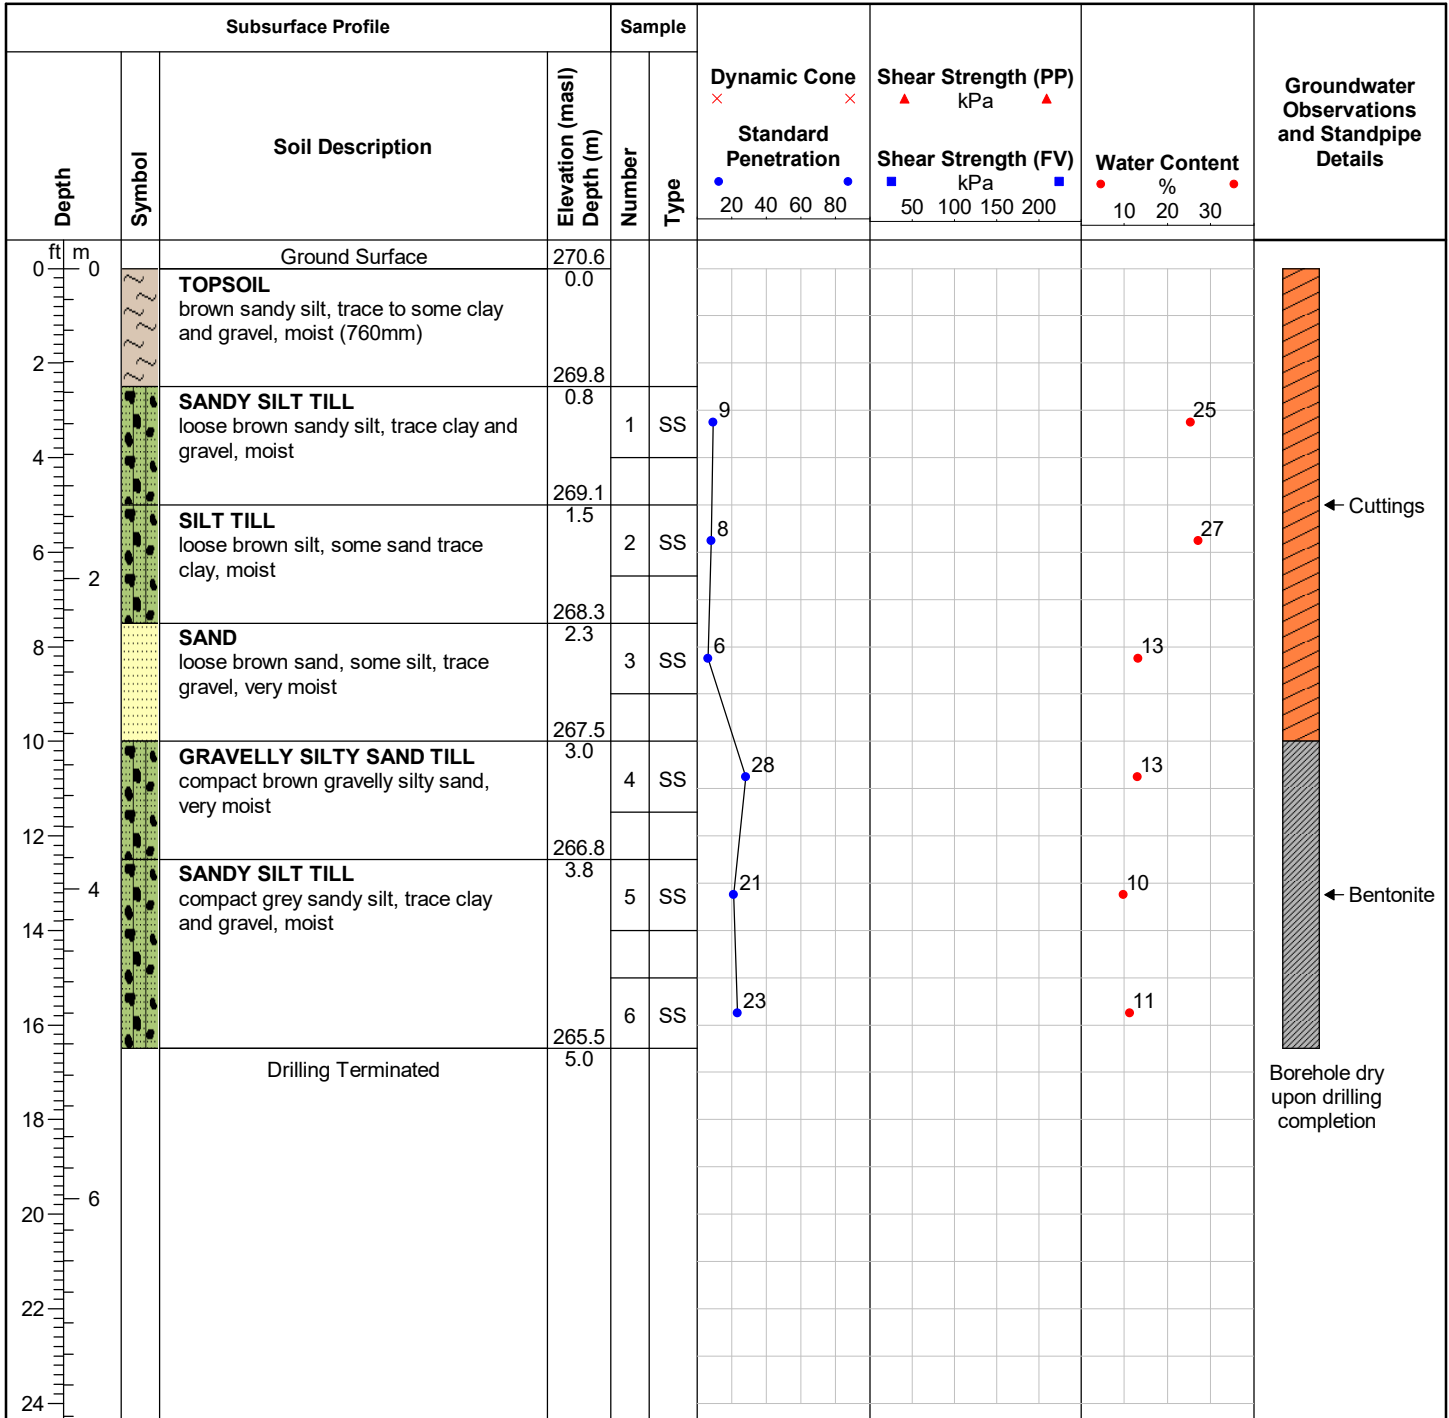 Subsurface Profile
Sample
Depth
Symbol
Soil Description
Elevation (masl)
Depth (m)
Number
Type
Dynamic Cone
Standard
Penetration
20 40 60 80
Shear Strength (PP)
kPa
Shear Strength (FV)
kPa
50 100 150 200
Water Content
%
10 20 30
Groundwater
Observations
and Standpipe
Details
ft m
Ground Surface
270.6
0 0
0.0
TOPSOIL
brown sandy silt, trace to some clay
and gravel, moist (760mm)
2
269.8
SANDY SILT TILL
0.8
loose brown sandy silt, trace clay and
gravel, moist
1 SS
9
25
4
269.1
SILT TILL
1.5
loose brown silt, some sand trace
clay, moist
2 SS
8
27
Cuttings
6
2
268.3
SAND
2.3
loose brown sand, some silt, trace
gravel, very moist
3 SS
6
13
8
267.5
10
GRAVELLY SILTY SAND TILL
3.0
compact brown gravelly silty sand,
very moist
4 SS
28
13
12
266.8
SANDY SILT TILL
3.8
compact grey sandy silt, trace clay
and gravel, moist
4
5 SS
21
10
Bentonite
14
6 SS
23
11
16
265.5
Drilling Terminated
5.0
Borehole dry
upon drilling
completion
18
6
20
22
24